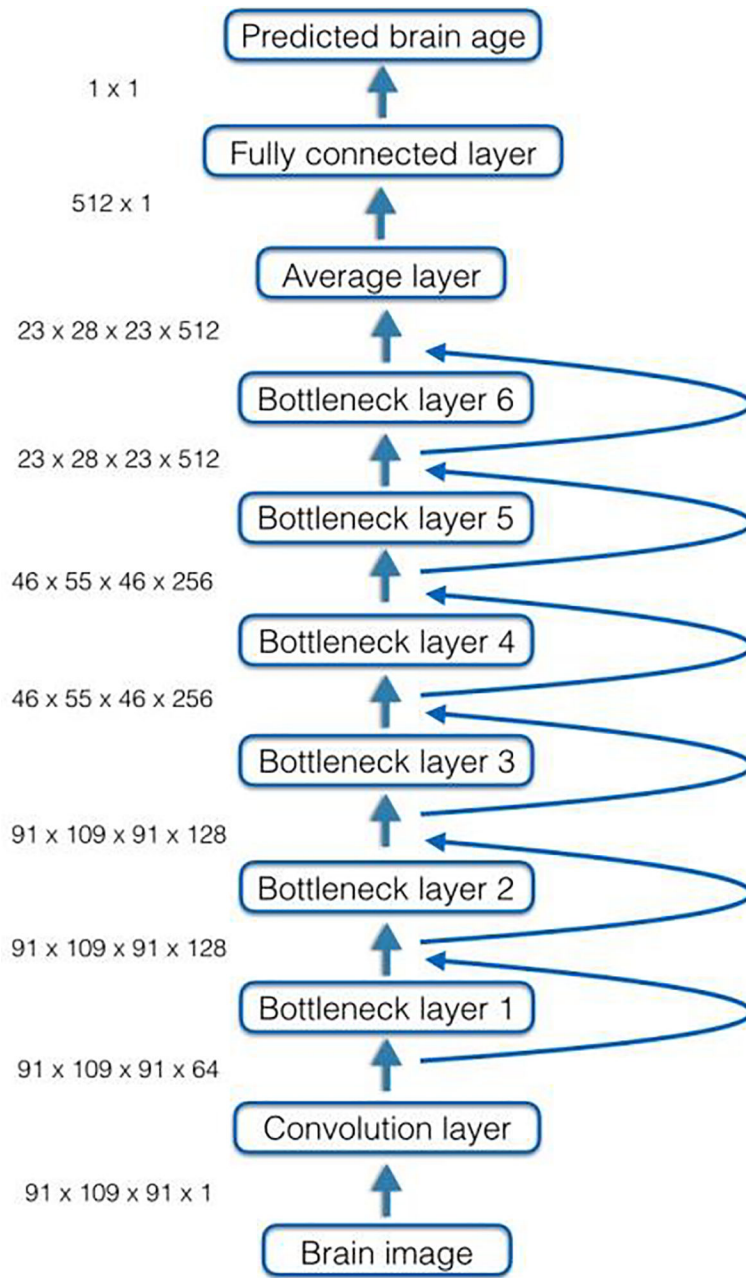 Predicted brain age
1 x 1
Fully connected layer
512 x 1
Average layer
23 x 28 x 23 x 512
Bottleneck layer 6
23 x 28 x 23 x 512
Bottleneck layer 5
46 x 55 x 46 x 256
Bottleneck layer 4
46 x 55 x 46 x 256
Bottleneck layer 3
91 x 109 x 91 x 128
Bottleneck layer 2
91 x 109 x 91 x 128
Bottleneck layer 1
91 x 109 x 91 x 64
Convolution layer
91 x 109 x 91 x 1
Brain image